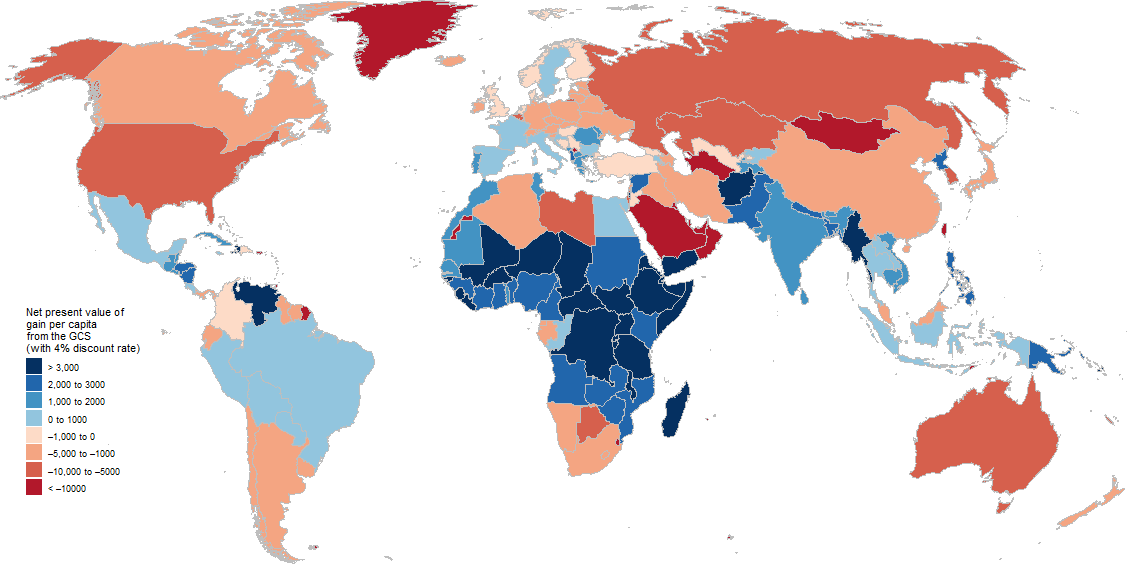 Net present value of
gain per capita
from the GCS
(with 4% discount rate)
> 3,000
2,000 to 3000
1,000 to 2000
0 to 1000
–1,000 to 0
–5,000 to –1000
–10,000 to –5000
< –10000